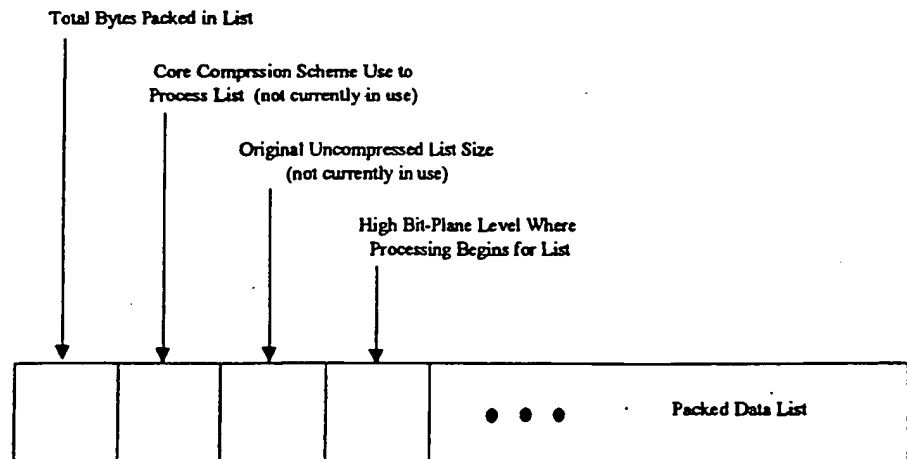 Total Bytes Packed in List
Core Comprssion Scheme Use to
Process List (not currently in use)
Original Uncompressed List Size
(not currently in use)
High Bit-Plane Level Where
Processing Begins for List
Packed Data List